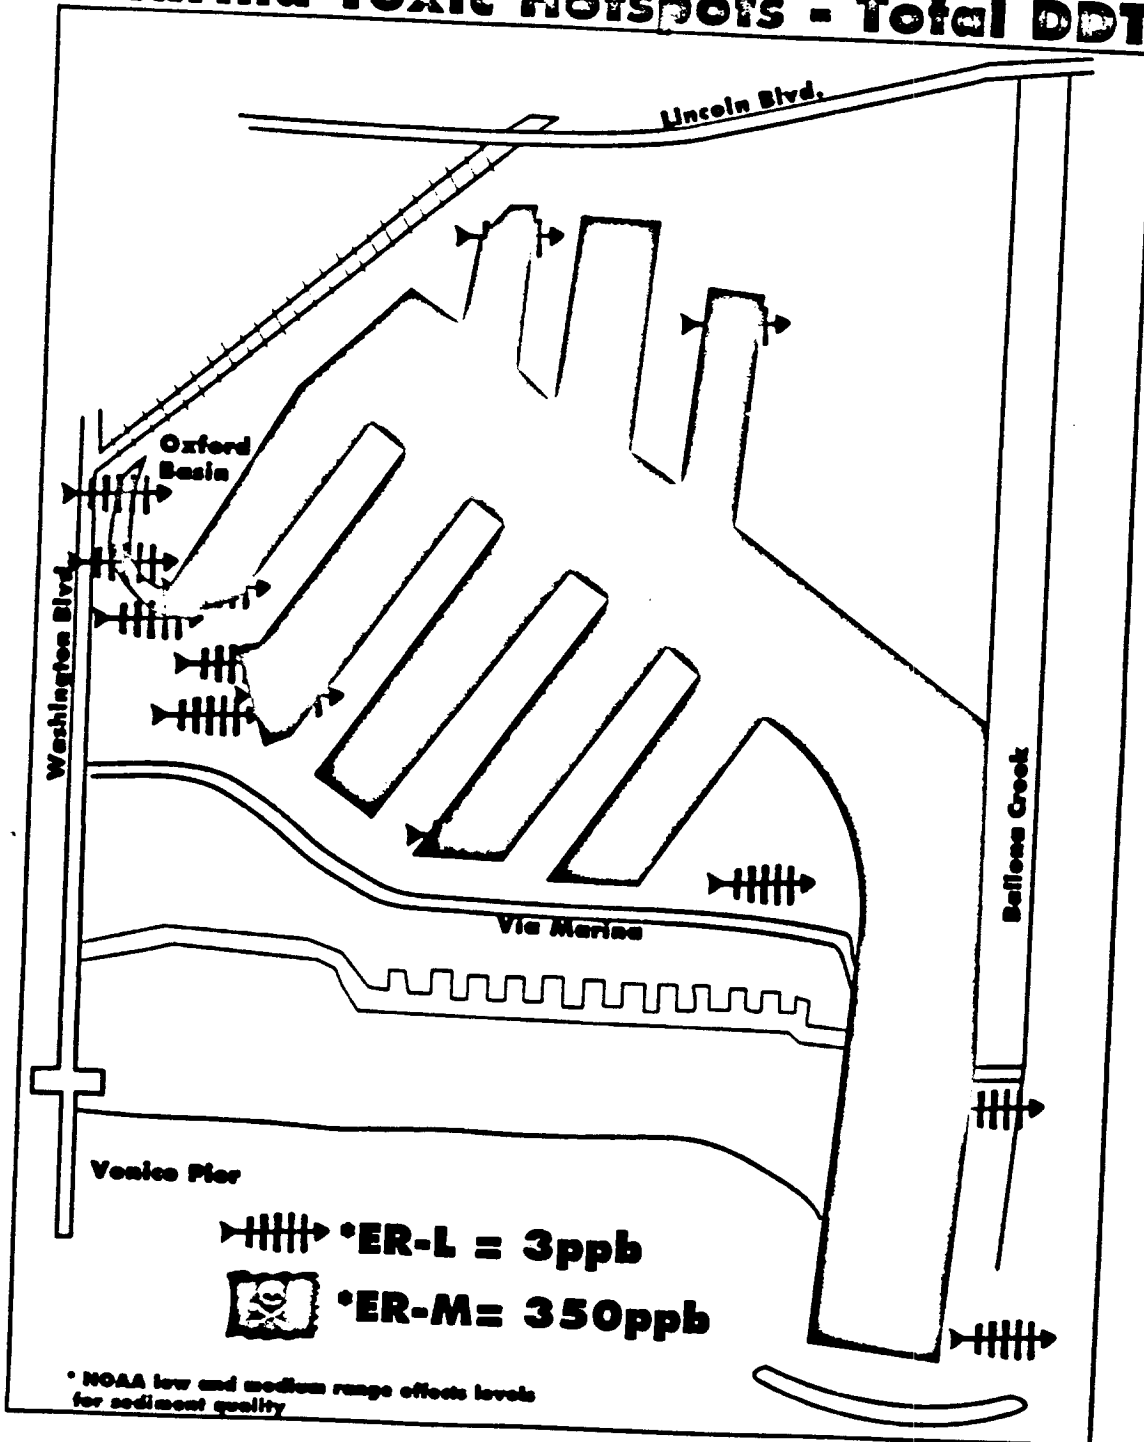 Toxic Hotspots - Total DDT
Lincoln Blvd.
Oxford
Basin
Washington Blvd.
Ballona Creek
Via Marina
Venice Pier
*ER-L = 3ppb
*ER-M= 350ppb
* NOAA low and medium range effects levels
for sediment quality